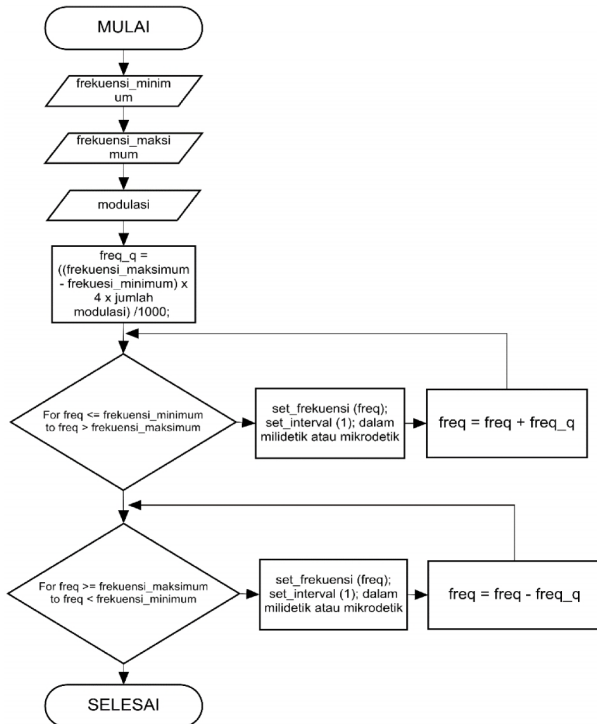 MULAI
frekuensi_minim
um
frekuensi_maksi
mum
modulasi
freq_q =
((frekuensi_maksimum
- frekuesi_minimum) x
4 x jumlah
modulasi) /1000;
For freq <= frekuensi_minimum
to freq > frekuensi_maksimum
set_frekuensi (freq);
set_interval (1); dalam
milidetik atau mikrodetik
freq = freq + freq_q
For freq >= frekuensi_maksimum
to freq < frekuensi_minimum
set_frekuensi (freq);
set_interval (1); dalam
milidetik atau mikrodetik
freq = freq - freq_q
SELESAI